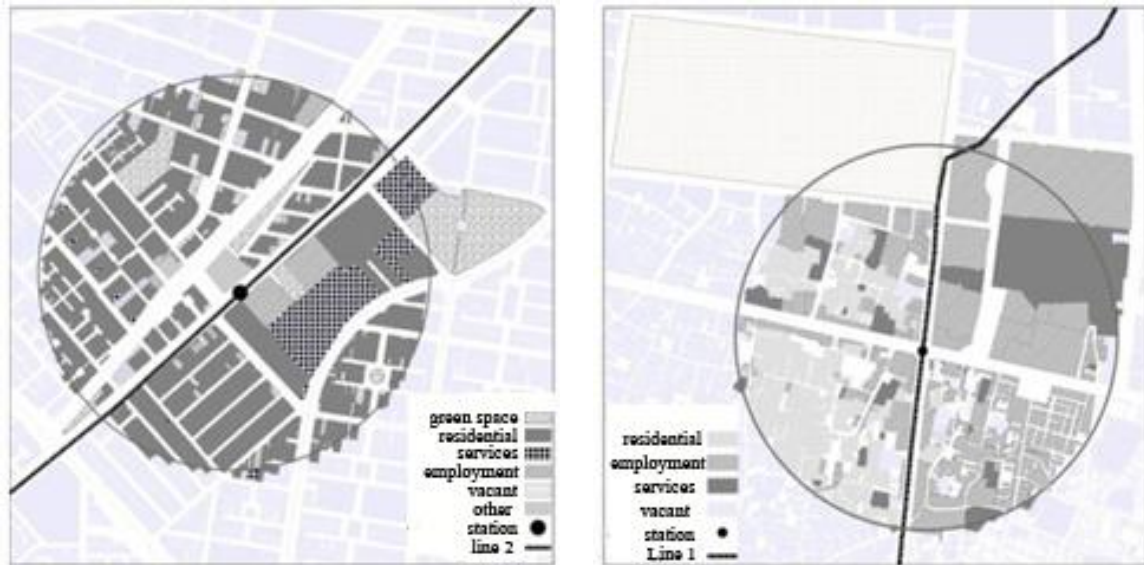 green space
residential
services
employment
vacant
other
station
line 2
residential
employment
services
vacant
station
Line 1